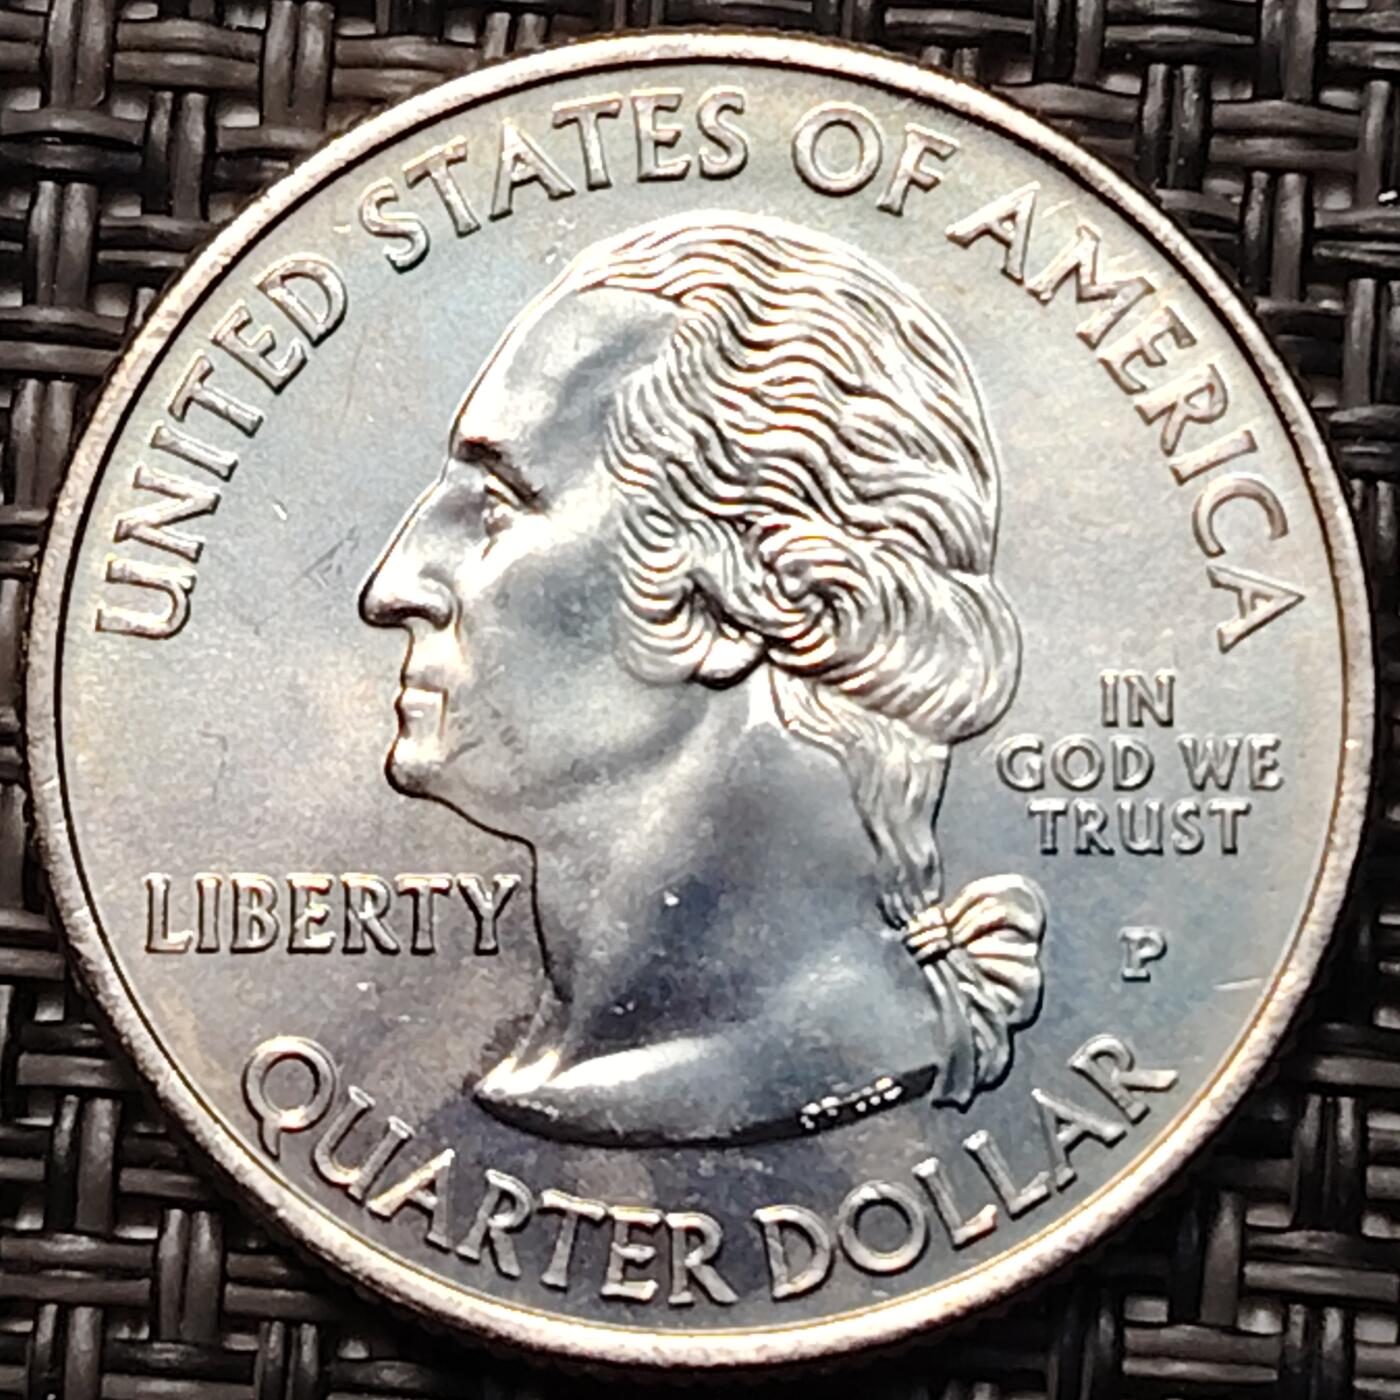 UNITED STATES OF AMERICA
IN
GOD WE
TRUST
LIBERTY
P
QUARTER DOLLAR